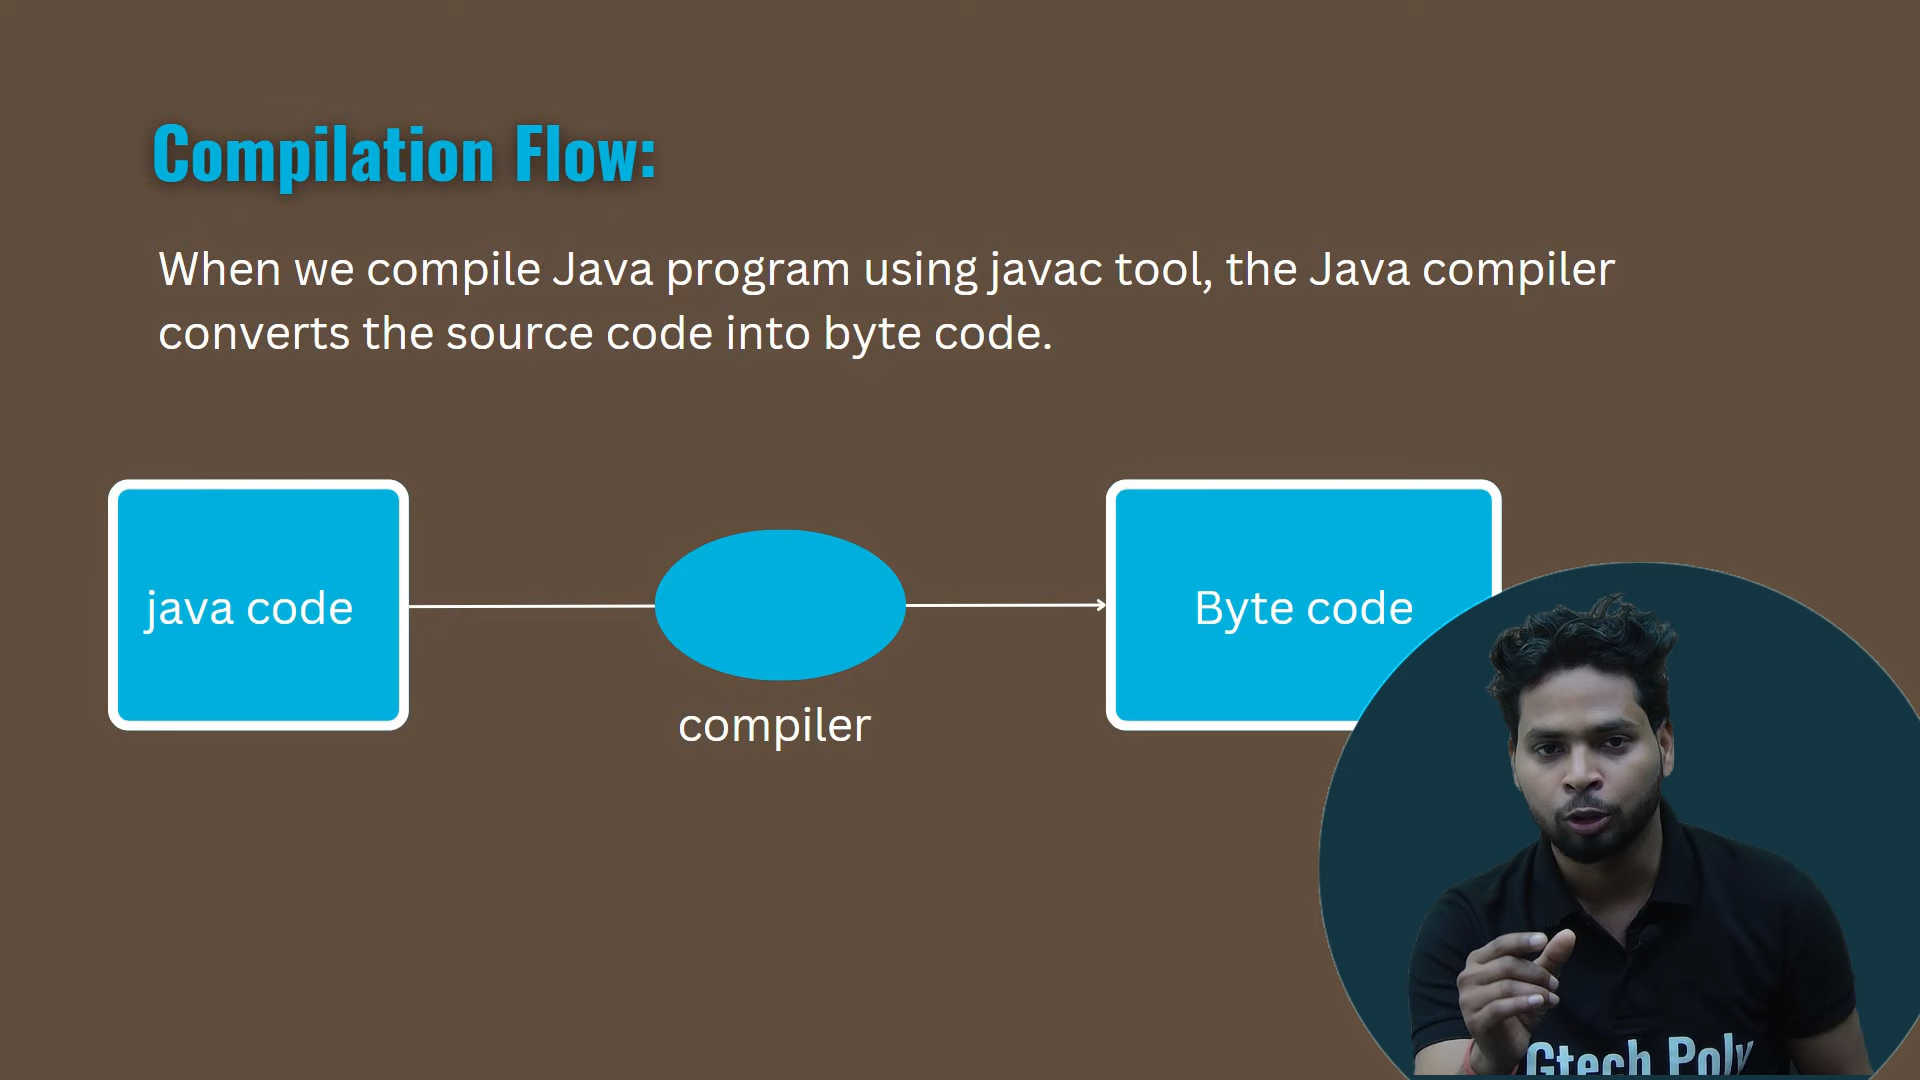 Compilation Flow:
When we compile Java program using javac tool, the Java compiler
converts the source code into byte code.
java code
compiler
Byte code
Gtech Poly